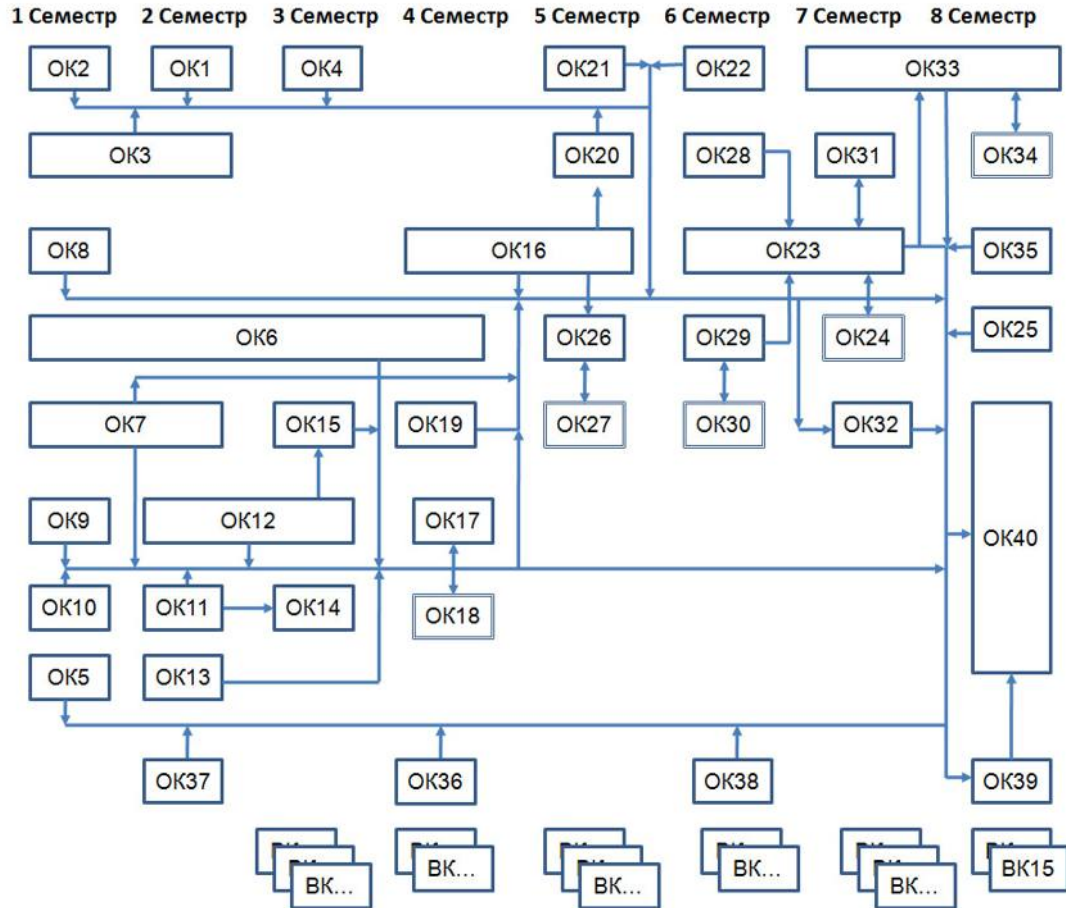 1 Семестр 2 Семестр 3 Семестр 4 Семестр 5 Семестр 6 Семестр 7 Семестр 8 Семестр
ОК2 ОК1 ОК4 ОК21 ОК22 ОК33
ОК3 ОК20 ОК28 ОК31 ОК34
ОК8 ОК16 ОК23 ОК35
ОК6 ОК26 ОК29 ОК24 ОК25
ОК7 ОК15 ОК19 ОК27 ОК30 ОК32
ОК9 ОК12 ОК17 ОК40
ОК10 ОК11 ОК14 ОК18
ОК5 ОК13
ОК37 ОК36 ОК38 ОК39
ВК... ВК... ВК... ВК... ВК... ВК15